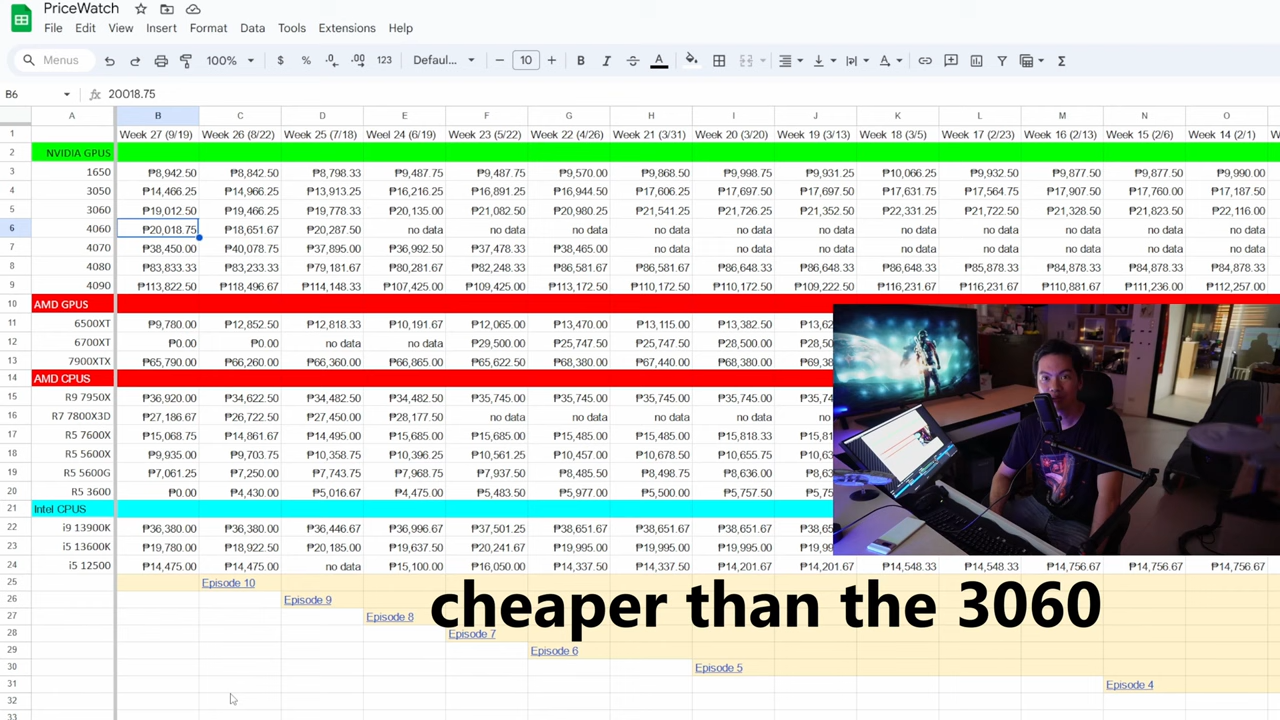 PriceWatch
File Edit View Insert Format Data Tools Extensions Help
Menus 100% $ % .0 .00 123 Defaul... 10 B I A Σ
B6 fx 20018.75
A B C D E F G H I J K L M N O
1 Week 27 (9/19) Week 26 (8/22) Week 25 (7/18) Weel 24 (6/19) Week 23 (5/22) Week 22 (4/26) Week 21 (3/31) Week 20 (3/20) Week 19 (3/13) Week 18 (3/5) Week 17 (2/23) Week 16 (2/13) Week 15 (2/6) Week 14 (2/1)
2 NVIDIA GPUS
3 1650 ₱8,942.50 ₱8,842.50 ₱8,798.33 ₱9,487.75 ₱9,487.75 ₱9,570.00 ₱9,868.50 ₱9,998.75 ₱9,931.25 ₱10,066.25 ₱9,932.50 ₱9,877.50 ₱9,877.50 ₱9,990.00
4 3050 ₱14,466.25 ₱14,966.25 ₱13,913.25 ₱16,216.25 ₱16,891.25 ₱16,944.50 ₱17,606.25 ₱17,697.50 ₱17,697.50 ₱17,631.75 ₱17,564.75 ₱17,907.50 ₱17,760.00 ₱17,187.50
5 3060 ₱19,012.50 ₱19,466.25 ₱19,778.33 ₱20,135.00 ₱21,082.50 ₱20,980.25 ₱21,541.25 ₱21,726.25 ₱21,352.50 ₱22,331.25 ₱21,722.50 ₱21,328.50 ₱21,823.50 ₱22,116.00
6 4060 ₱20,018.75 ₱18,651.67 ₱20,287.50 no data no data no data no data no data no data no data no data no data no data no data
7 4070 ₱38,450.00 ₱40,078.75 ₱37,895.00 ₱36,992.50 ₱37,478.33 ₱38,465.00 no data no data no data no data no data no data no data no data
8 4080 ₱83,833.33 ₱83,233.33 ₱79,181.67 ₱80,281.67 ₱82,248.33 ₱86,581.67 ₱86,581.67 ₱86,648.33 ₱86,648.33 ₱86,648.33 ₱85,878.33 ₱84,878.33 ₱84,878.33 ₱84,878.33
9 4090 ₱113,822.50 ₱118,496.67 ₱114,148.33 ₱107,425.00 ₱109,425.00 ₱113,172.50 ₱110,172.50 ₱110,172.50 ₱109,222.50 ₱116,231.67 ₱116,231.67 ₱110,881.67 ₱111,236.00 ₱112,257.00
10 AMD GPUS
11 6500XT ₱9,780.00 ₱12,852.50 ₱12,818.33 ₱10,191.67 ₱12,065.00 ₱13,470.00 ₱13,115.00 ₱13,382.50 ₱13,62
12 6700XT ₱0.00 ₱0.00 no data no data ₱29,500.00 ₱25,747.50 ₱25,747.50 ₱28,500.00 ₱28,50
13 7900XTX ₱65,790.00 ₱66,260.00 ₱66,360.00 ₱66,865.00 ₱65,622.50 ₱68,380.00 ₱67,440.00 ₱68,380.00 ₱69,38
14 AMD CPUS
15 R9 7950X ₱36,920.00 ₱34,622.50 ₱34,482.50 ₱34,482.50 ₱35,745.00 ₱35,745.00 ₱35,745.00 ₱35,745.00 ₱35,74
16 R7 7800X3D ₱27,186.67 ₱26,722.50 ₱27,450.00 ₱28,177.50 no data no data no data no data no
17 R5 7600X ₱15,068.75 ₱14,861.67 ₱14,495.00 ₱15,685.00 ₱15,685.00 ₱15,485.00 ₱15,485.00 ₱15,818.33 ₱15,81
18 R5 5600X ₱9,935.00 ₱9,703.75 ₱10,358.75 ₱10,396.25 ₱10,561.25 ₱10,457.00 ₱10,678.50 ₱10,655.75 ₱10,63
19 R5 5600G ₱7,061.25 ₱7,250.00 ₱7,743.75 ₱7,968.75 ₱7,937.50 ₱8,485.50 ₱8,498.75 ₱8,636.00 ₱8,63
20 R5 3600 ₱0.00 ₱4,430.00 ₱5,016.67 ₱4,475.00 ₱5,483.50 ₱5,977.00 ₱5,500.00 ₱5,757.50 ₱5,75
21 Intel CPUS
22 i9 13900K ₱36,380.00 ₱36,380.00 ₱36,446.67 ₱36,996.67 ₱37,501.25 ₱38,651.67 ₱38,651.67 ₱38,651.67 ₱38,65
23 i5 13600K ₱19,780.00 ₱18,922.50 ₱20,185.00 ₱19,637.50 ₱20,241.67 ₱19,995.00 ₱19,995.00 ₱19,995.00 ₱19,99
24 i5 12500 ₱14,475.00 ₱14,475.00 no data ₱15,100.00 ₱16,050.00 ₱14,337.50 ₱14,201.67 ₱14,201.67 ₱14,548.33 ₱14,548.33 ₱14,548.33 ₱14,756.67 ₱14,756.67 ₱14,756.67
25 Episode 10
26 Episode 9
27 Episode 8
28 Episode 7
29 Episode 6
30 Episode 5
31 Episode 4
32
33
cheaper than the 3060